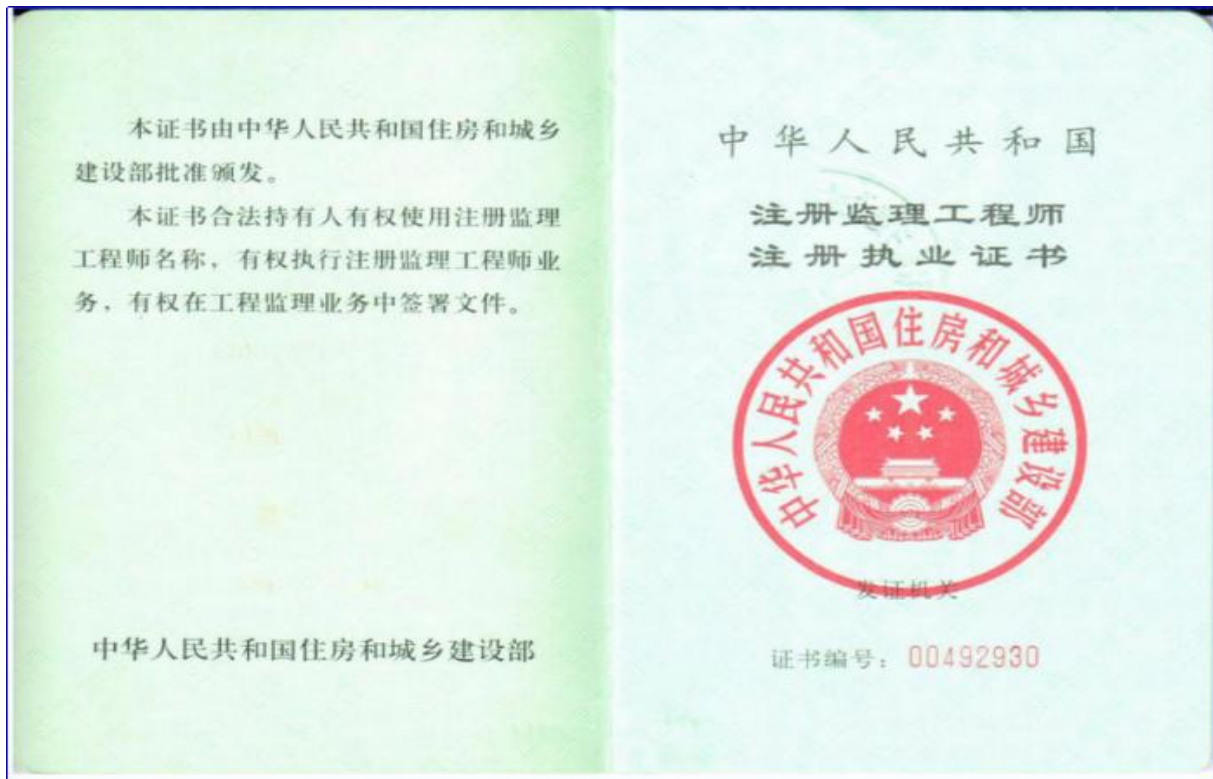 本证书由中华人民共和国住房和城乡
建设部批准颁发。
本证书合法持有人有权使用注册监理
工程师名称，有权执行注册监理工程师业
务，有权在工程监理业务中签署文件。
中华人民共和国住房和城乡建设部
中华人民共和国
注册监理工程师
注册执业证书
中华人民共和国住房和城乡建设部
发证机关
证书编号：00492930